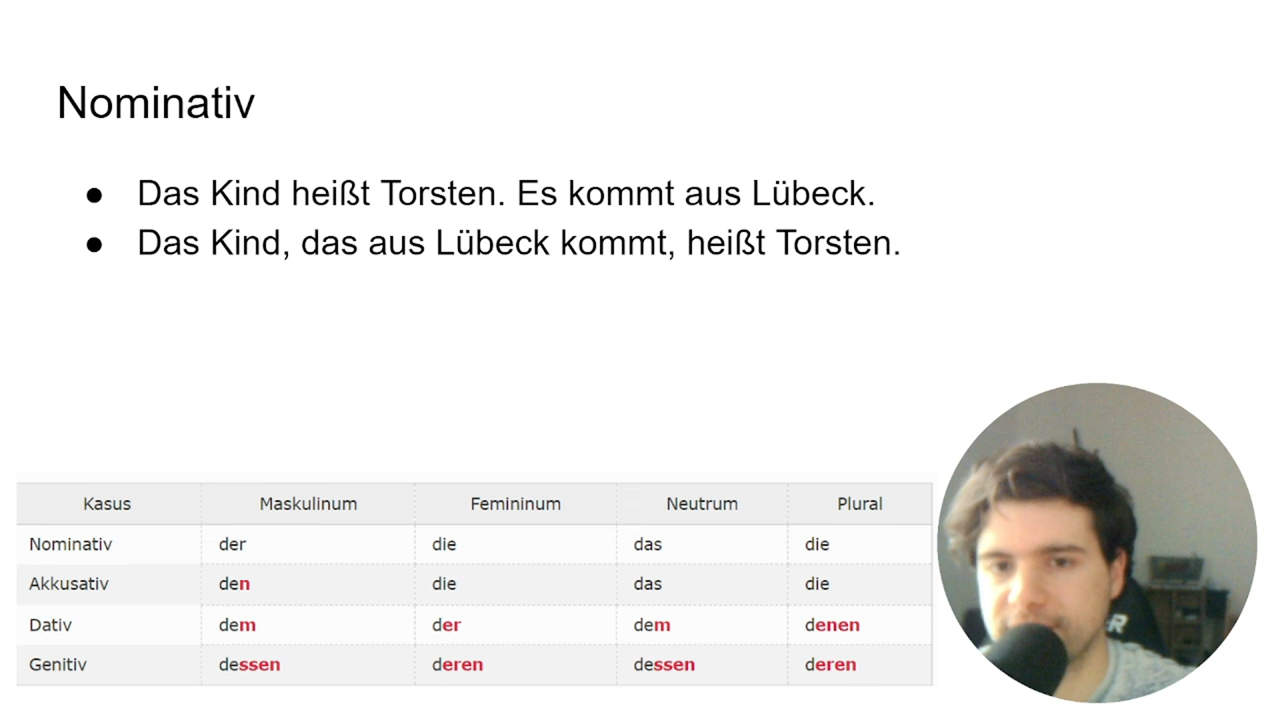 Nominativ
● Das Kind heißt Torsten. Es kommt aus Lübeck.
● Das Kind, das aus Lübeck kommt, heißt Torsten.
Kasus Maskulinum Femininum Neutrum Plural
Nominativ der die das die
Akkusativ den die das die
Dativ dem der dem denen
Genitiv dessen deren dessen deren